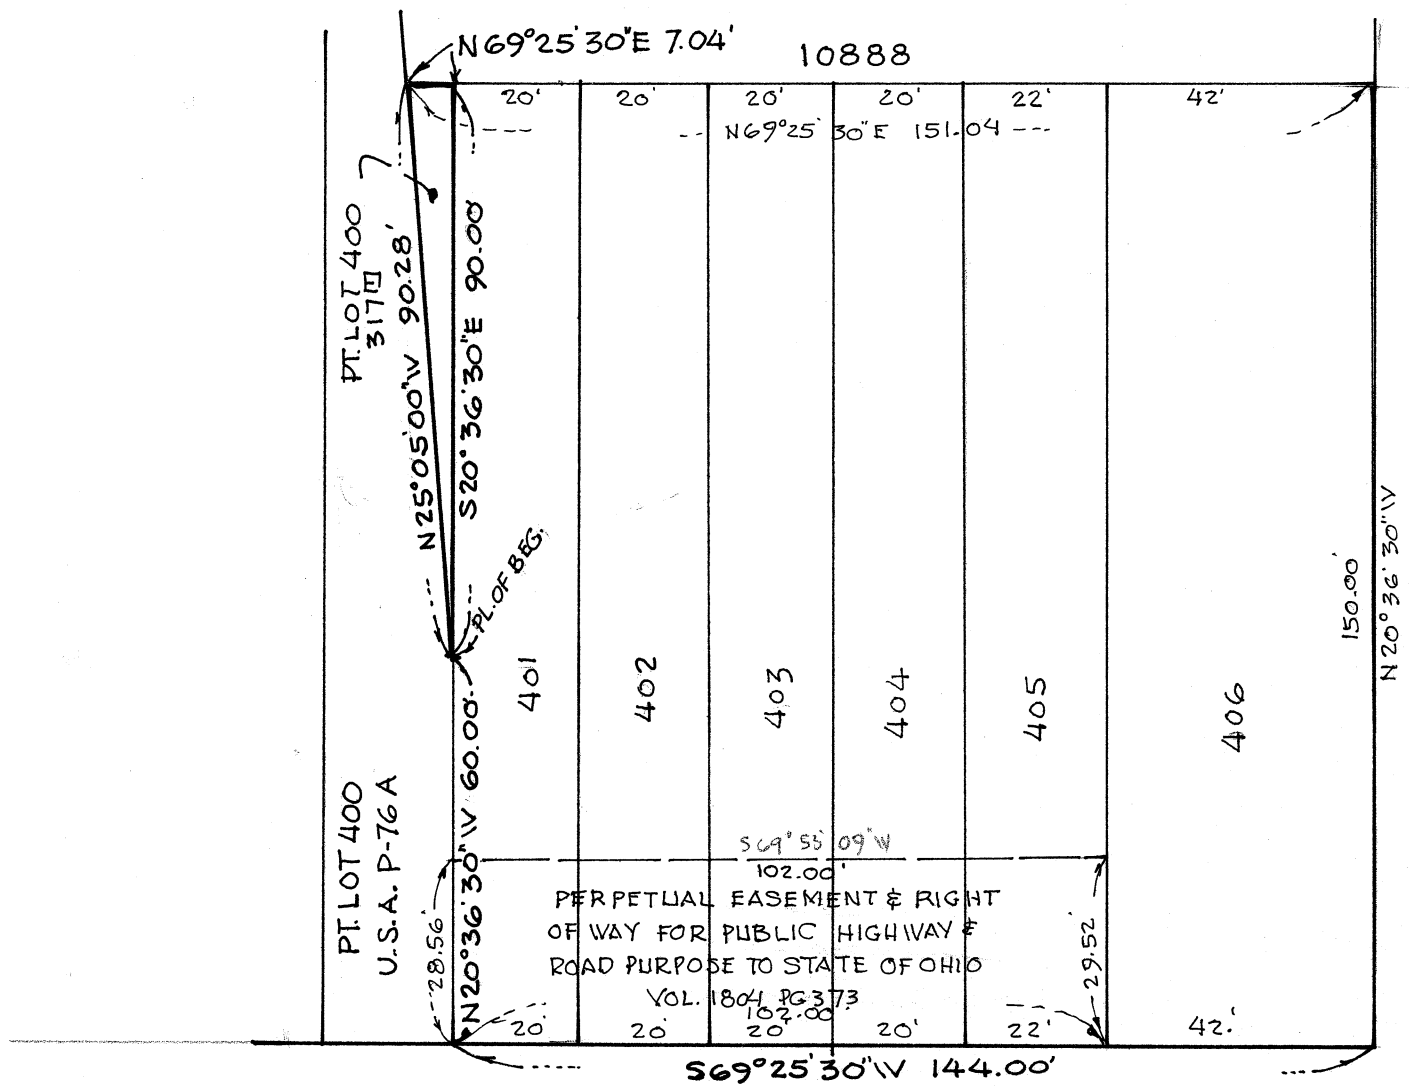 N69°25'30"E 7.04'
10888
20' 20' 20' 20' 22' 42'
N69°25'30"E 151.04
PT. LOT 400
317 E
N25°05'00"W 90.28'
S20°36'30"E 90.00'
PL. OF BEG.
401 402 403 404 405 406
150.00'
N20°36'30"W
PT. LOT 400
U.S.A. P-76A
N20°36'30"W 60.00'
28.56'
S69°55'09"W
102.00'
PERPETUAL EASEMENT & RIGHT
OF WAY FOR PUBLIC HIGHWAY &
ROAD PURPOSE TO STATE OF OHIO
VOL. 1804 PG 373
102.00'
29.52'
20' 20' 20' 20' 22' 42'
S69°25'30"W 144.00'